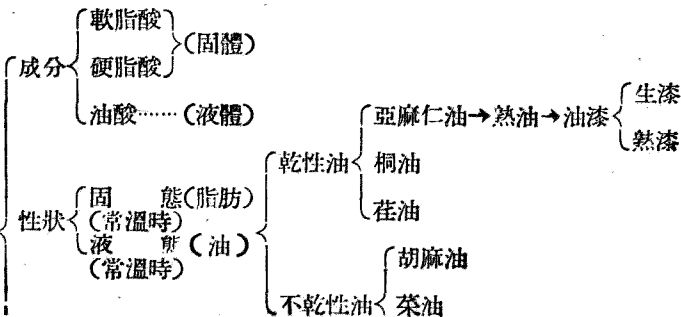 成分
軟脂酸
硬脂酸
(固體)
油酸……(液體)
性狀
固態(脂肪)
(常溫時)
液態(油)
(常溫時)
乾性油
亞麻仁油→熟油→油漆
生漆
熟漆
桐油
荏油
不乾性油
胡麻油
菜油